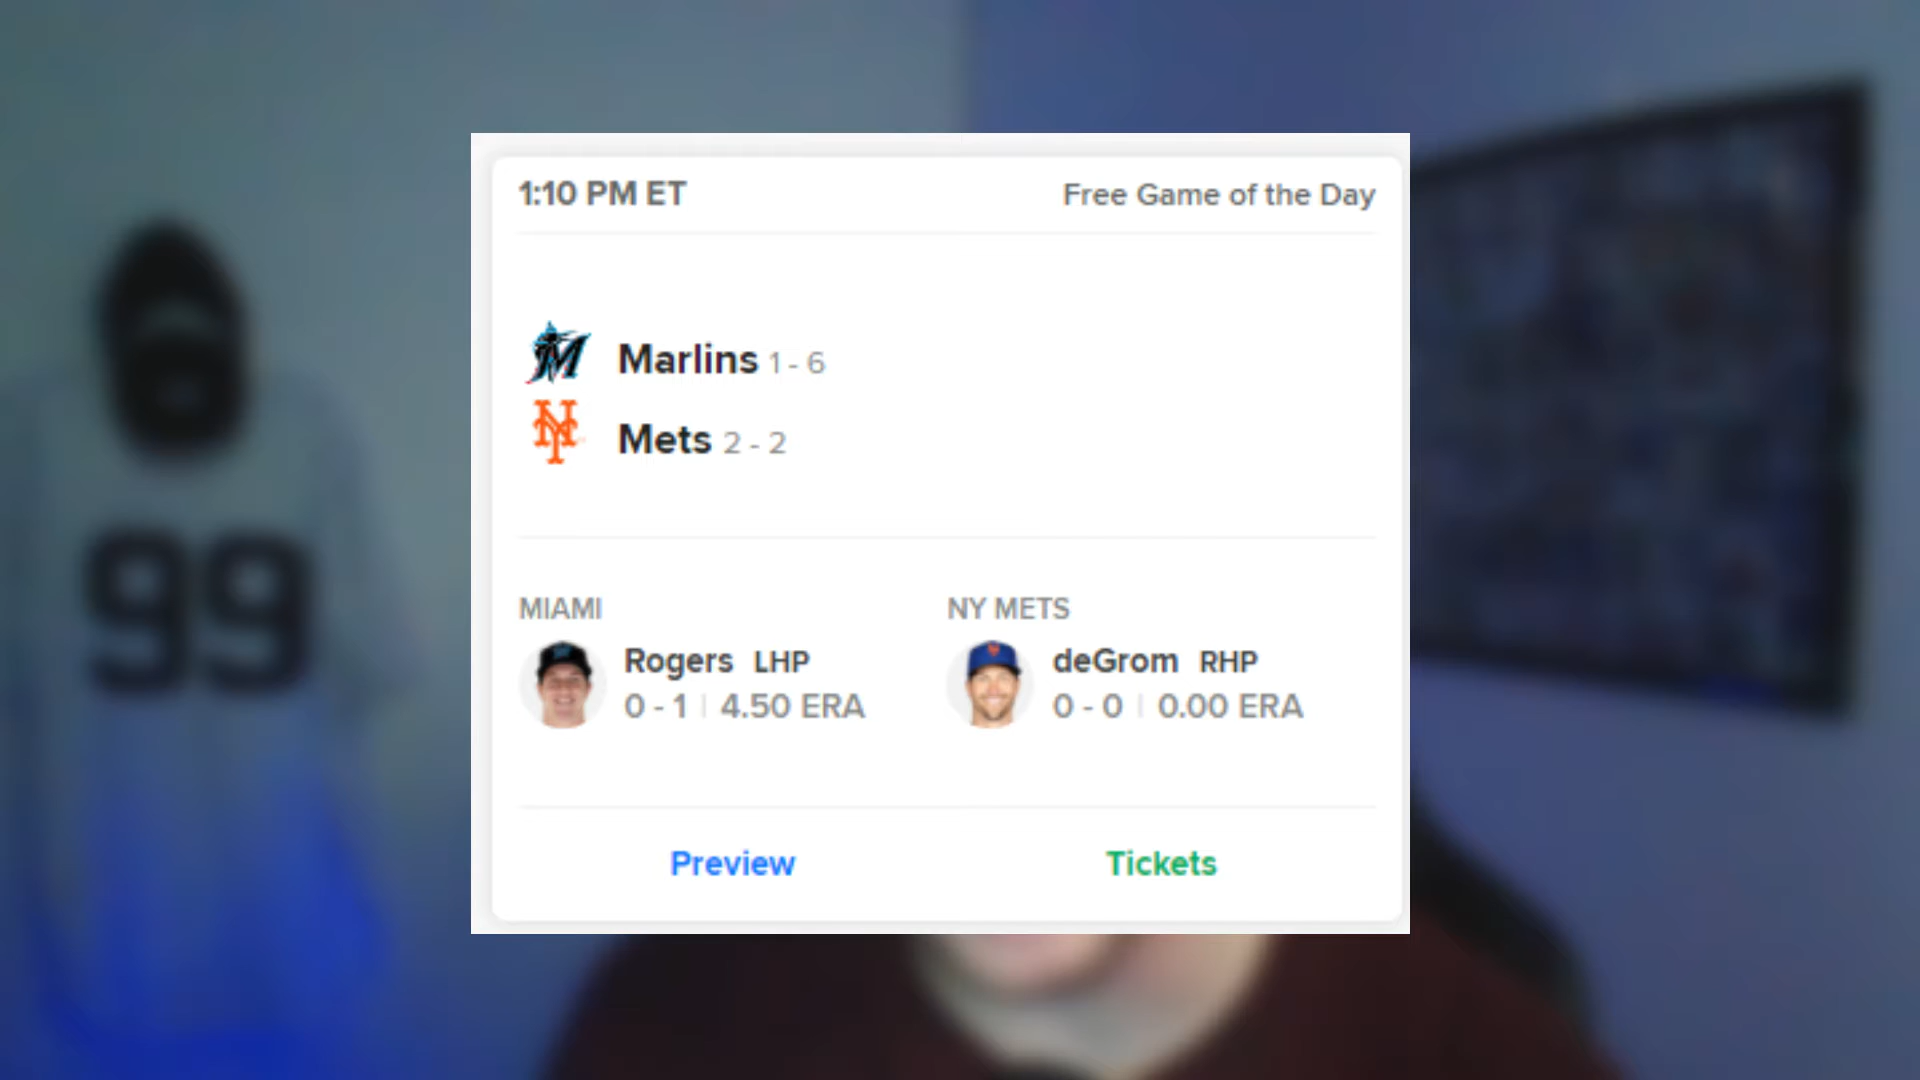 1:10 PM ET Free Game of the Day
Marlins 1 - 6
Mets 2 - 2
MIAMI NY METS
Rogers LHP deGrom RHP
0 - 1 | 4.50 ERA 0 - 0 | 0.00 ERA
Preview Tickets
99